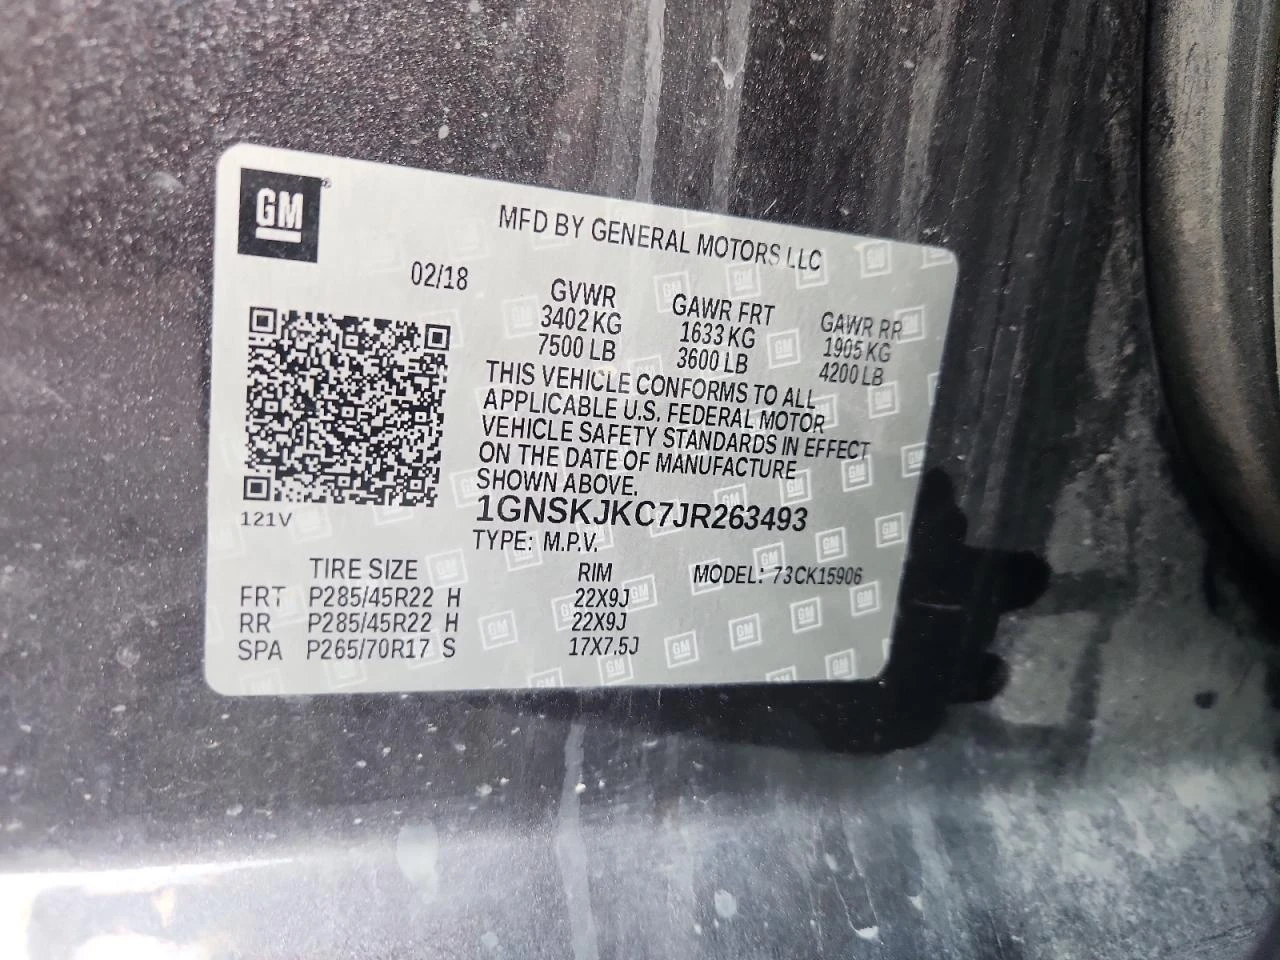 GM
MFD BY GENERAL MOTORS LLC
02/18
GVWR GAWR FRT GAWR RR
3402 KG 1633 KG 1905 KG
7500 LB 3600 LB 4200 LB
THIS VEHICLE CONFORMS TO ALL
APPLICABLE U.S. FEDERAL MOTOR
VEHICLE SAFETY STANDARDS IN EFFECT
ON THE DATE OF MANUFACTURE
SHOWN ABOVE.
121V
1GNSKJKC7JR263493
TYPE: M.P.V.
TIRE SIZE RIM MODEL: 73CK15906
FRT P285/45R22 H 22X9J
RR P285/45R22 H 22X9J
SPA P265/70R17 S 17X7.5J